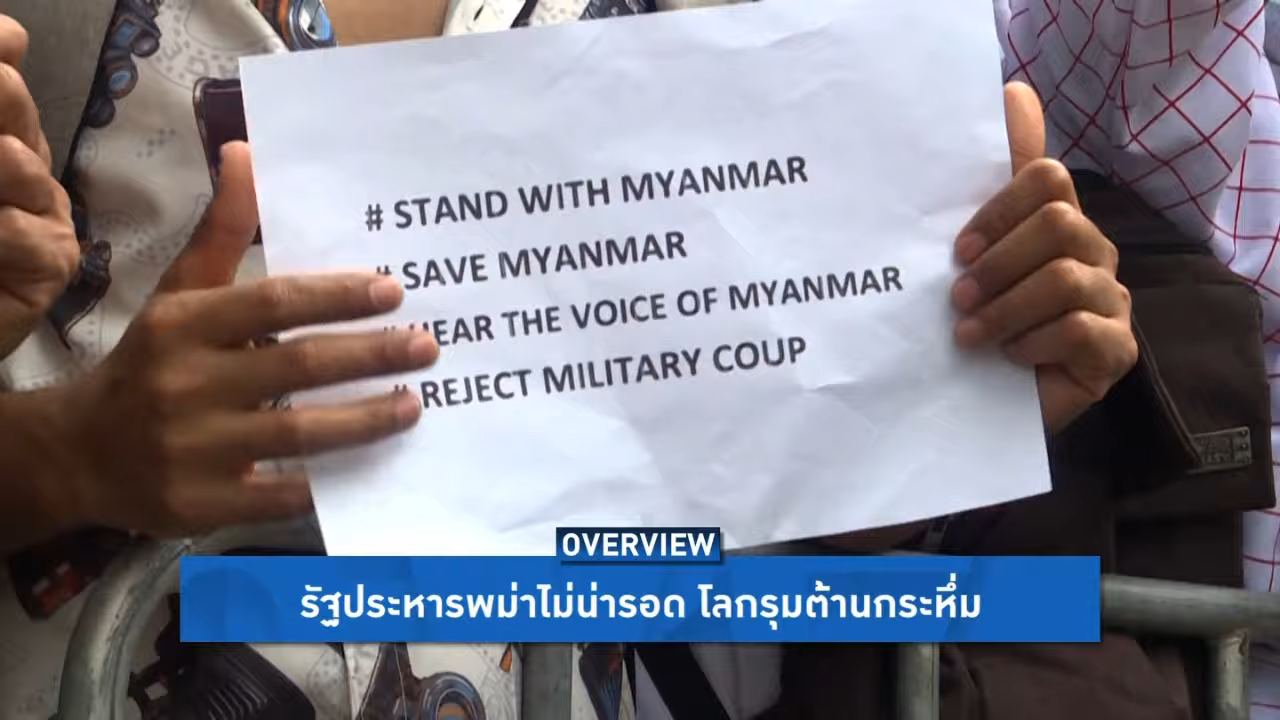 # STAND WITH MYANMAR
# SAVE MYANMAR
# HEAR THE VOICE OF MYANMAR
# REJECT MILITARY COUP
OVERVIEW
รัฐประหารพม่าไม่น่ารอด โลกรุมต้านกระหึ่ม